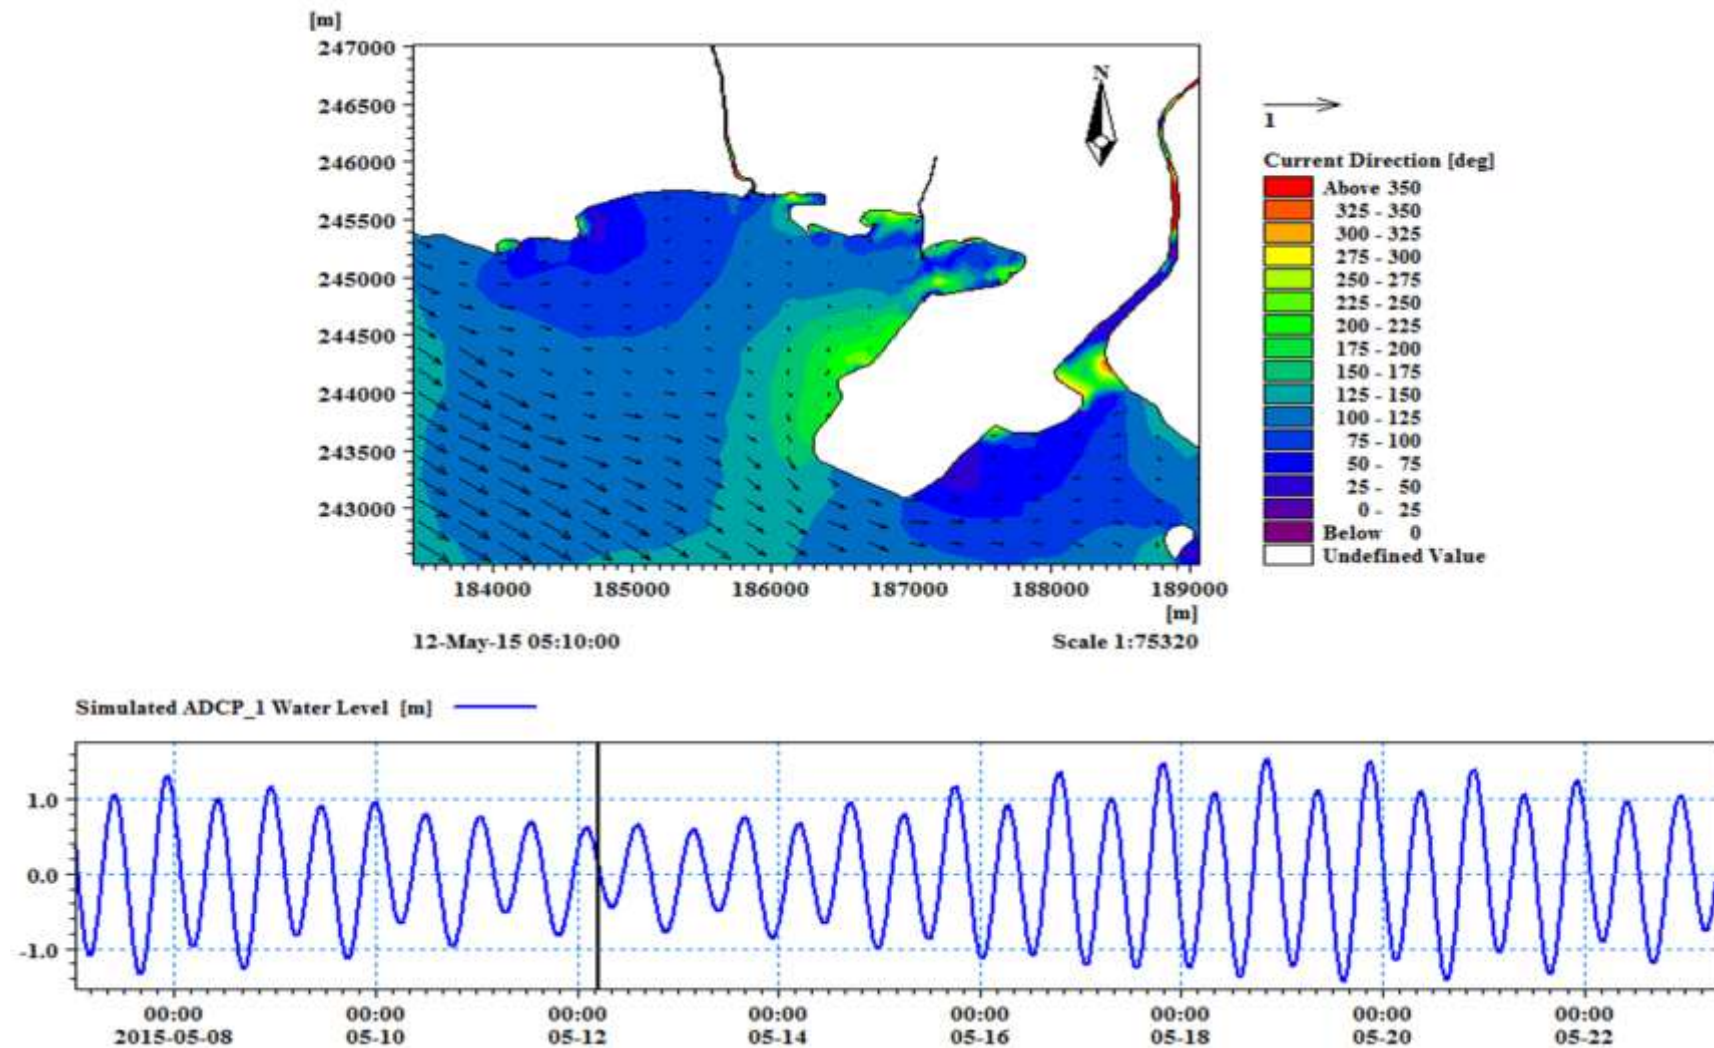 [m]
247000
246500
246000
245500
245000
244500
244000
243500
243000
N
1
Current Direction [deg]
Above 350
325 - 350
300 - 325
275 - 300
250 - 275
225 - 250
200 - 225
175 - 200
150 - 175
125 - 150
100 - 125
75 - 100
50 - 75
25 - 50
0 - 25
Below 0
Undefined Value
184000 185000 186000 187000 188000 189000
[m]
12-May-15 05:10:00 Scale 1:75320
Simulated ADCP_1 Water Level [m]
1.0
0.0
-1.0
00:00 00:00 00:00 00:00 00:00 00:00 00:00 00:00
2015-05-08 05-10 05-12 05-14 05-16 05-18 05-20 05-22